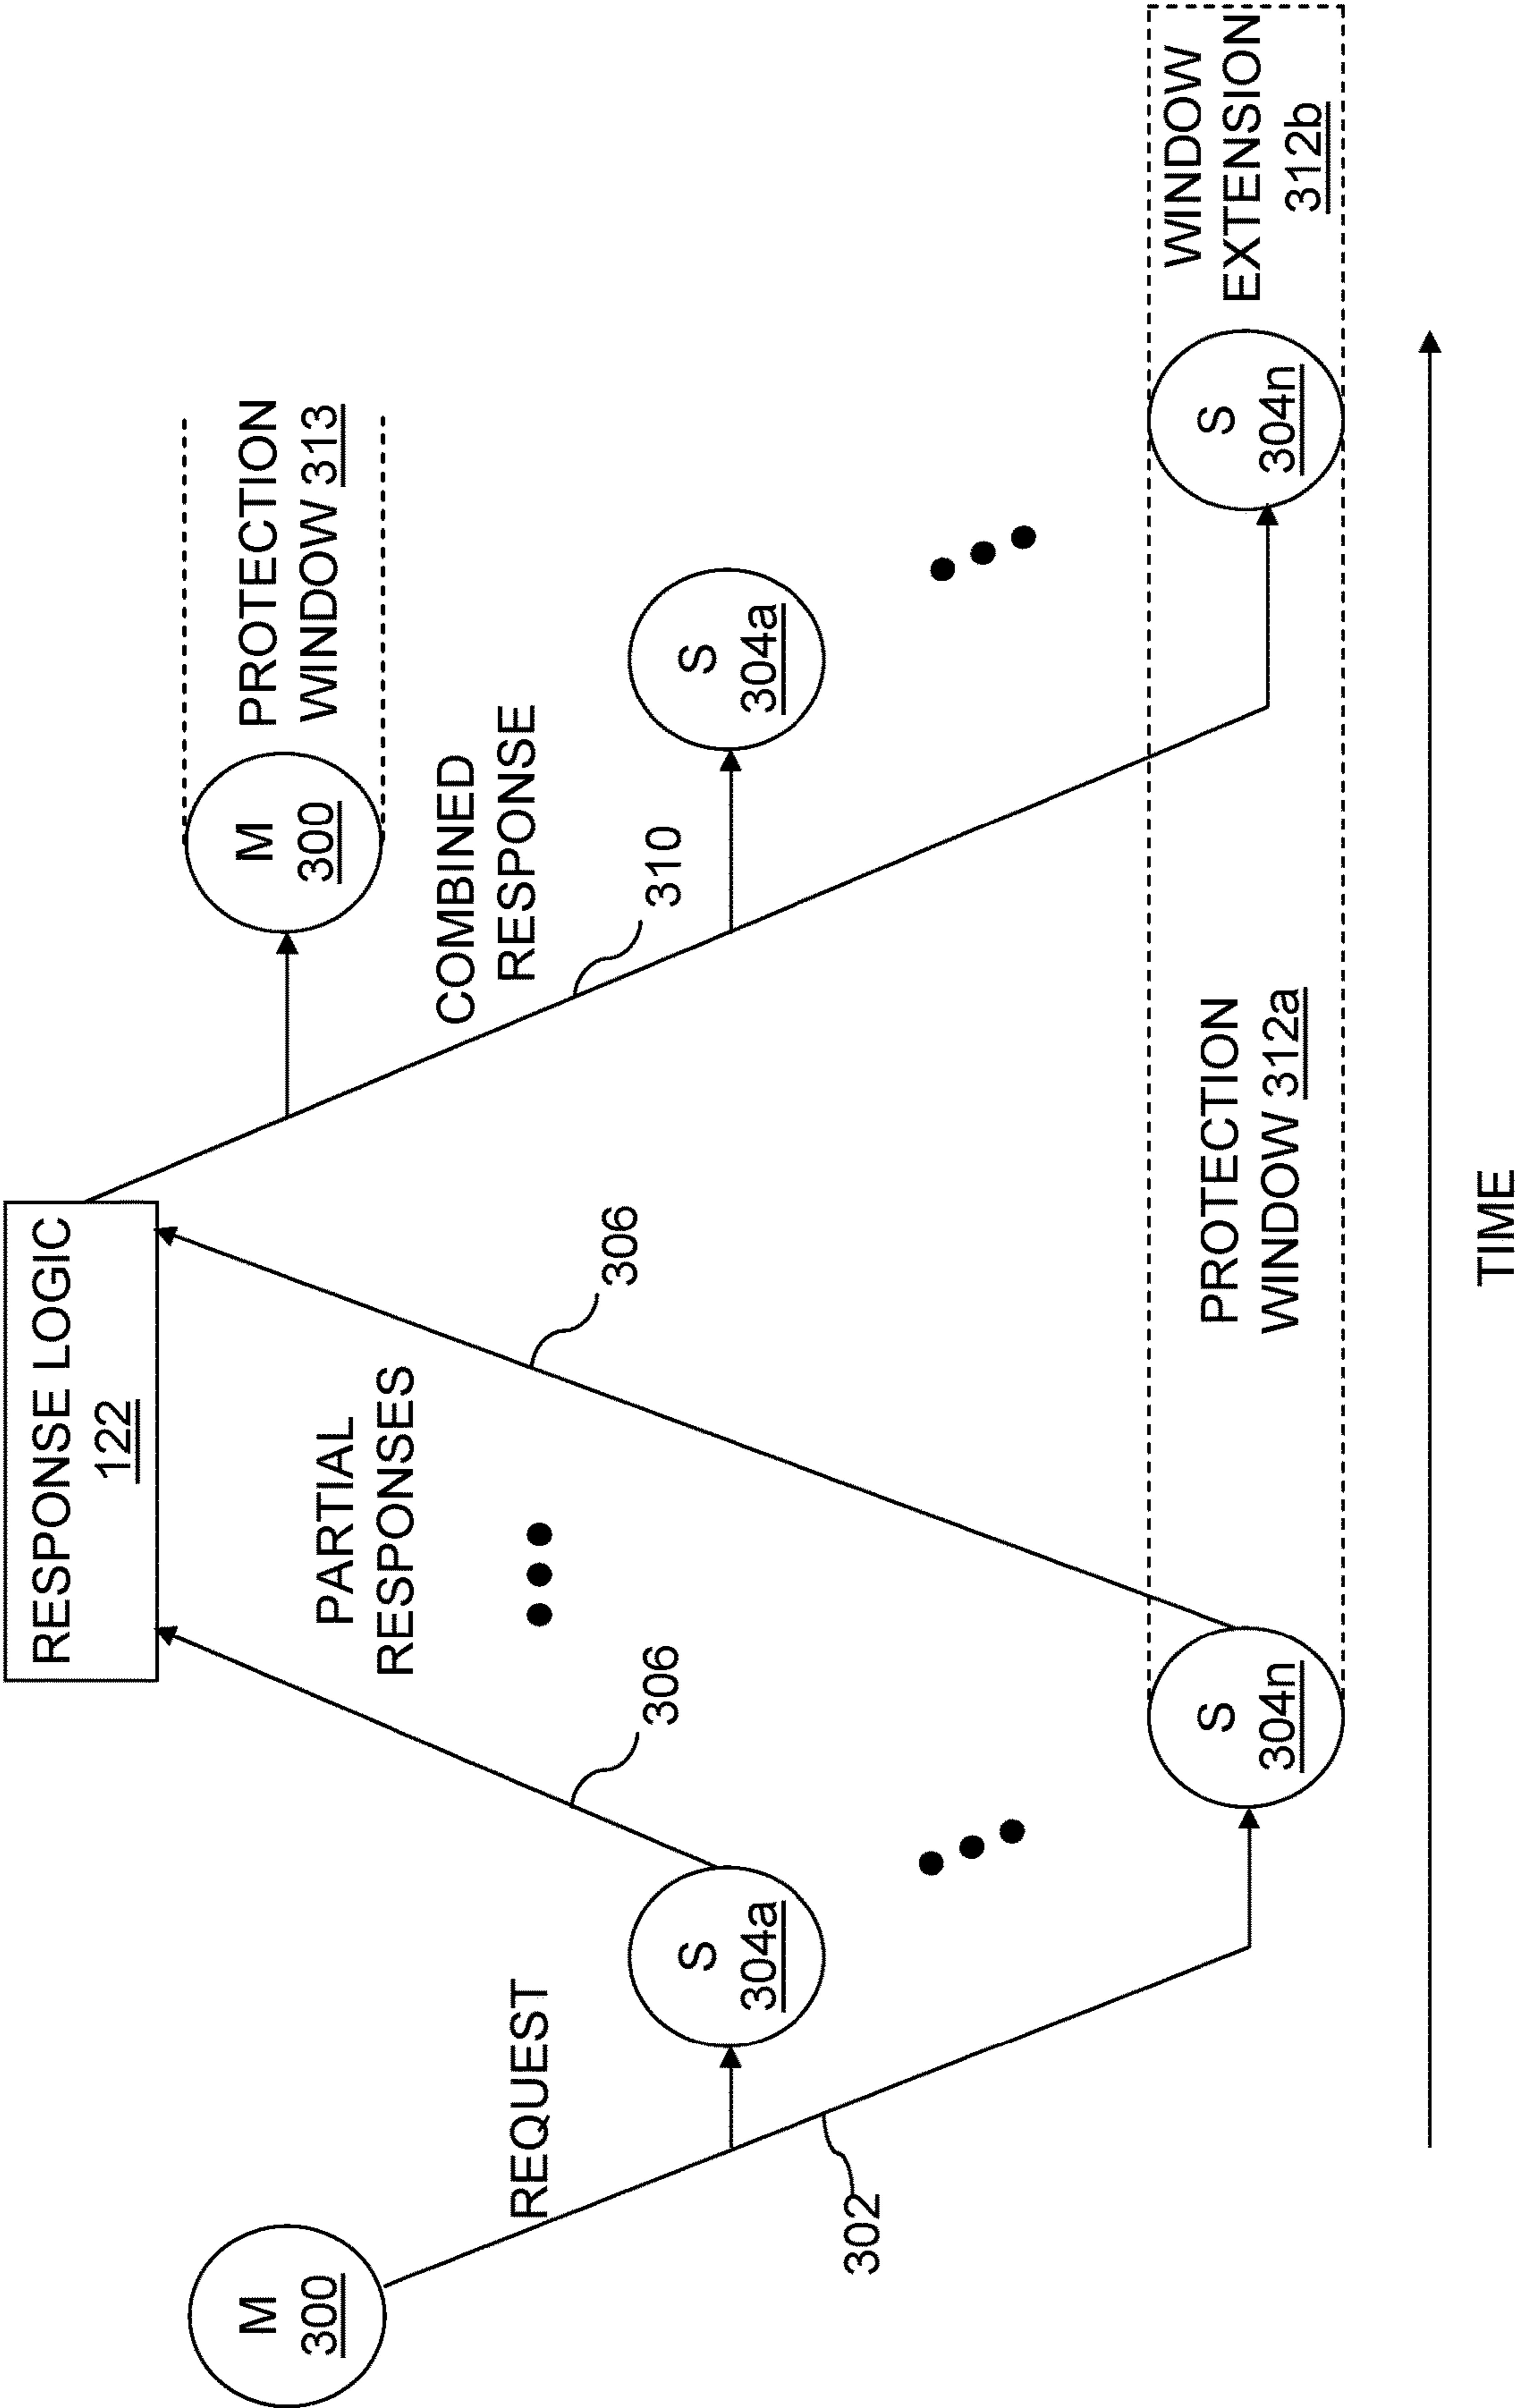 RESPONSE LOGIC
122
M
300
PROTECTION
WINDOW 313
PARTIAL
RESPONSES
COMBINED
RESPONSE
REQUEST
306
306
310
S
304a
S
304a
302
S
304n
PROTECTION
WINDOW 312a
S
304n
WINDOW
EXTENSION
312b
M
300
TIME